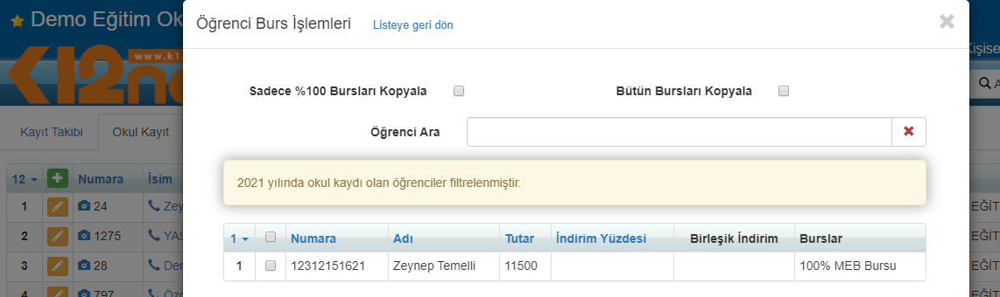 Demo Eğitim Ok
Öğrenci Burs İşlemleri Listeye geri dön
www.k1
K12ne
Kişise
Sadece %100 Bursları Kopyala
Bütün Bursları Kopyala
A
Kayıt Takibi Okul Kayıt
Öğrenci Ara
2021 yılında okul kaydı olan öğrenciler filtrelenmiştir.
12 Numara İsim
1 24 Zey
EĞİT
2 1275 YAS
EĞİT
3 28 Der
EĞİT
4 797 Öze
EĞİT
1 Numara Adı Tutar İndirim Yüzdesi Birleşik İndirim Burslar
1 12312151621 Zeynep Temelli 11500 100% MEB Bursu